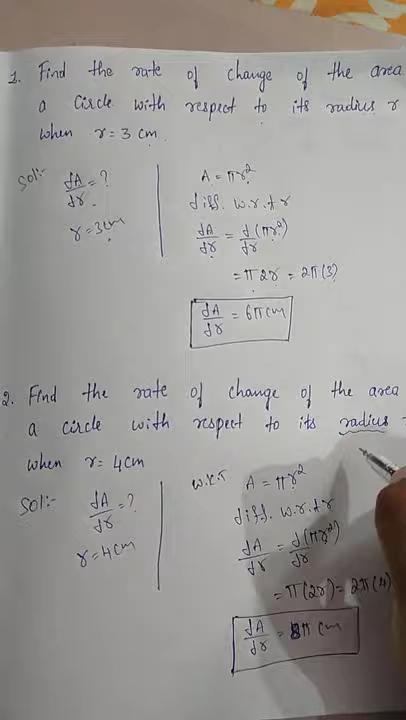 1. Find the rate of change of the area
a circle with respect to its radius r
when r = 3 cm.
Sol:- dA/dr = ?
r = 3cm
A = πr²
diff. w.r.t r
dA/dr = d(πr²)/dr
= π2r = 2π(3)
dA/dr = 6π cm
2. Find the rate of change of the area
a circle with respect to its radius
when r = 4cm
Sol:- dA/dr = ?
r = 4cm
w.k.T A = πr²
diff. w.r.t r
dA/dr = d(πr²)/dr
= π(2r) = 2π(4)
dA/dr = 8π cm